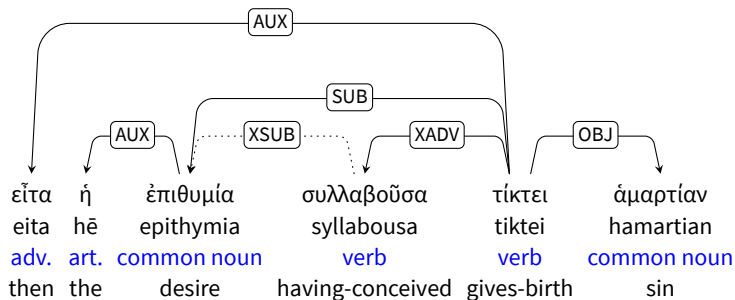 AUX
SUB
AUX XSUB XADV OBJ
εἶτα ἡ ἐπιθυμία συλλαβοῦσα τίκτει ἁμαρτίαν
eita hē epithymia syllabousa tiktei hamartian
adv. art. common noun verb verb common noun
then the desire having-conceived gives-birth sin